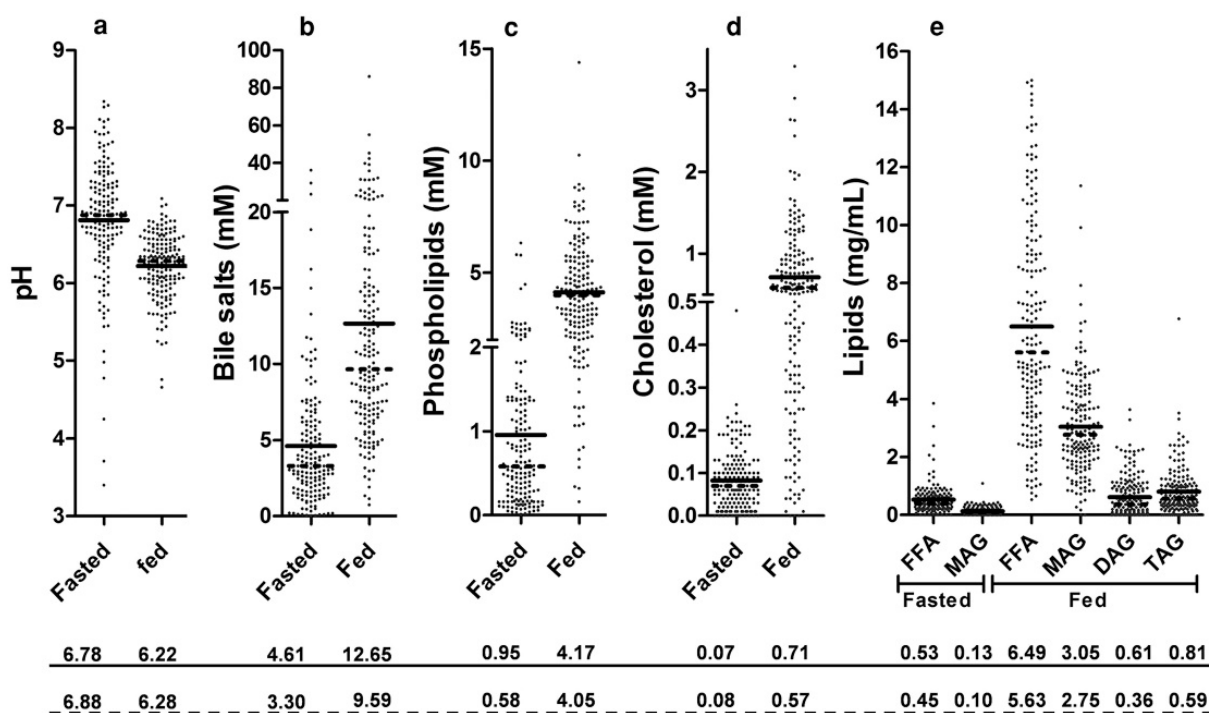 a b c d e
pH
9
8
7
6
5
4
3
Fasted fed
Bile salts (mM)
100
80
60
40
20
20
15
10
5
0
Fasted Fed
Phospholipids (mM)
15
10
5
2
1
0
Fasted Fed
Cholesterol (mM)
3
2
1
0.5
0.4
0.3
0.2
0.1
0.0
Fasted Fed
Lipids (mg/mL)
16
14
12
10
8
6
4
2
0
FFA MAG FFA MAG DAG TAG
Fasted Fed
6.78 6.22 4.61 12.65 0.95 4.17 0.07 0.71 0.53 0.13 6.49 3.05 0.61 0.81
6.88 6.28 3.30 9.59 0.58 4.05 0.08 0.57 0.45 0.10 5.63 2.75 0.36 0.59